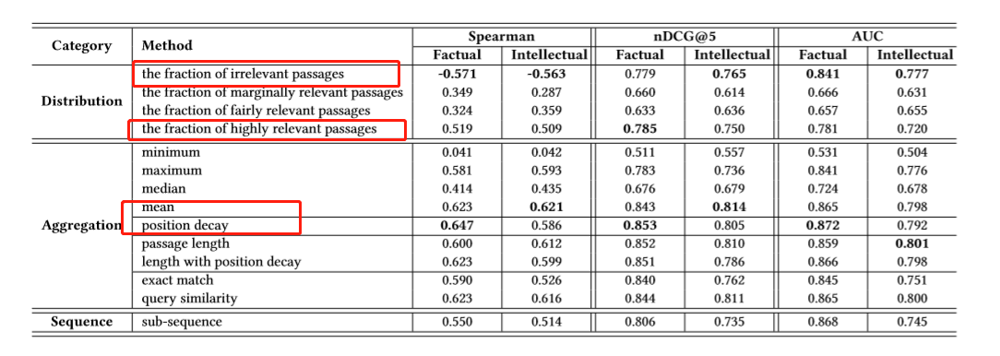 Category Method Spearman nDCG@5 AUC
Factual Intellectual Factual Intellectual Factual Intellectual
Distribution
the fraction of irrelevant passages -0.571 -0.563 0.779 0.765 0.841 0.777
the fraction of marginally relevant passages 0.349 0.287 0.660 0.614 0.666 0.631
the fraction of fairly relevant passages 0.324 0.359 0.633 0.636 0.657 0.655
the fraction of highly relevant passages 0.519 0.509 0.785 0.750 0.781 0.720
Aggregation
minimum 0.041 0.042 0.511 0.557 0.531 0.504
maximum 0.581 0.593 0.783 0.736 0.841 0.776
median 0.414 0.435 0.676 0.679 0.724 0.678
mean 0.623 0.621 0.843 0.814 0.865 0.798
position decay 0.647 0.586 0.853 0.805 0.872 0.792
passage length 0.600 0.612 0.852 0.810 0.859 0.801
length with position decay 0.623 0.599 0.851 0.786 0.866 0.798
exact match 0.590 0.526 0.840 0.762 0.845 0.751
query similarity 0.623 0.616 0.844 0.811 0.865 0.800
Sequence sub-sequence 0.550 0.514 0.806 0.735 0.868 0.745